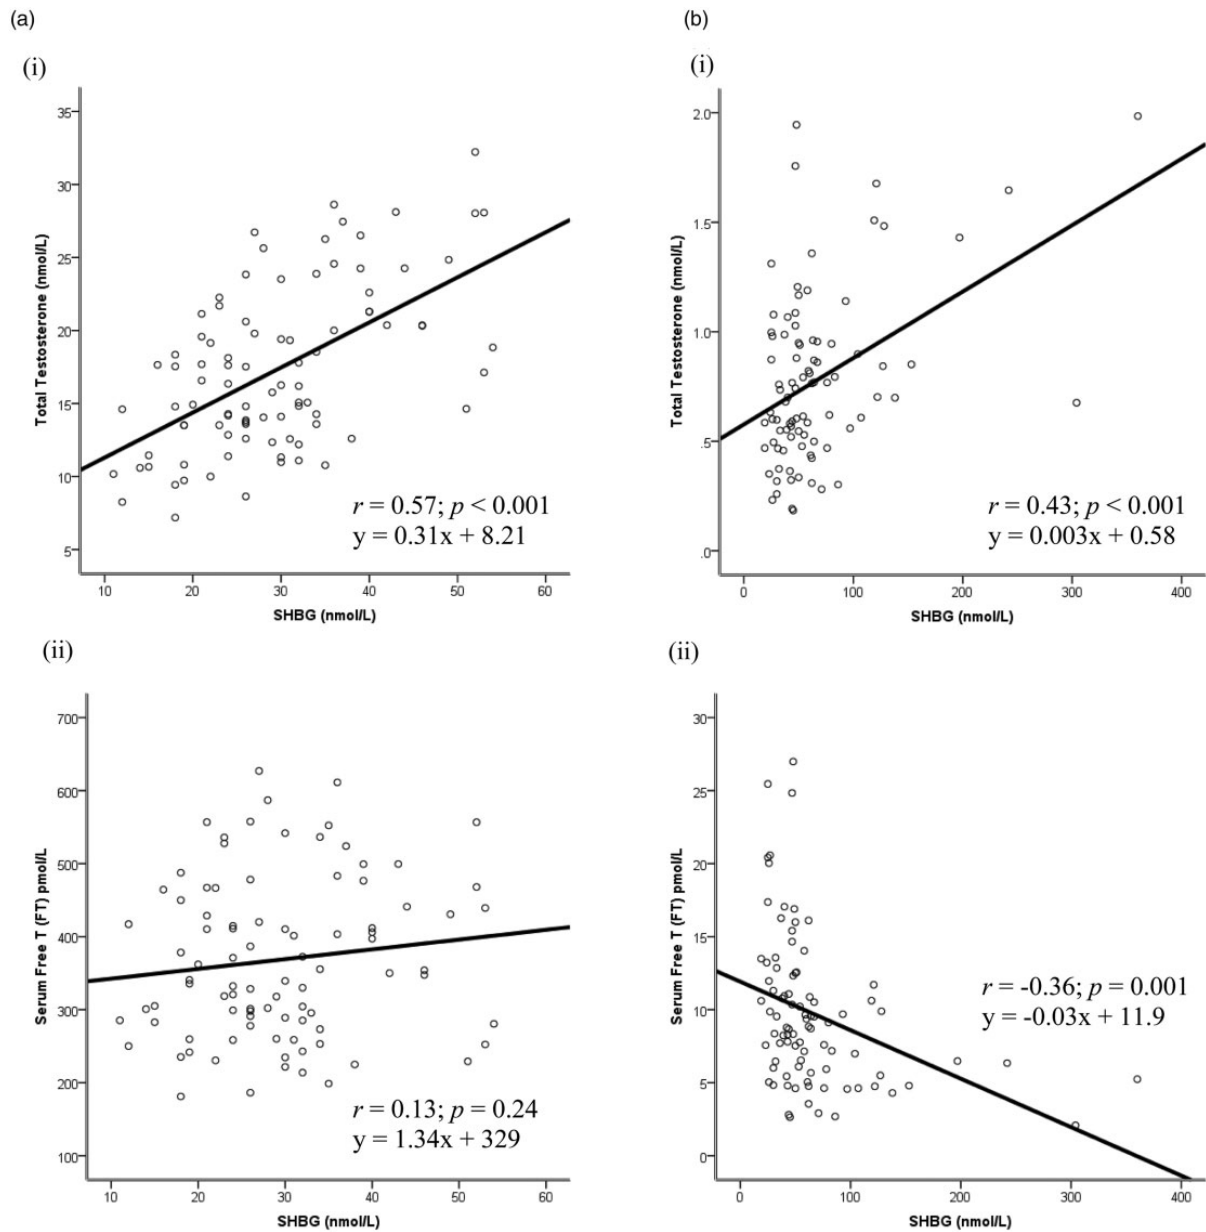 (a)
(i)
35
30
25
20
15
10
5
Total Testosterone (nmol/L)
r = 0.57; p < 0.001
y = 0.31x + 8.21
10 20 30 40 50 60
SHBG (nmol/L)
(b)
(i)
2.0
1.5
1.0
.5
.0
Total Testosterone (nmol/L)
r = 0.43; p < 0.001
y = 0.003x + 0.58
0 100 200 300 400
SHBG (nmol/L)
(ii)
700
600
500
400
300
200
100
Serum Free T (FT) pmol/L
r = 0.13; p = 0.24
y = 1.34x + 329
10 20 30 40 50 60
SHBG (nmol/L)
(ii)
30
25
20
15
10
5
0
Serum Free T (FT) pmol/L
r = -0.36; p = 0.001
y = -0.03x + 11.9
0 100 200 300 400
SHBG (nmol/L)